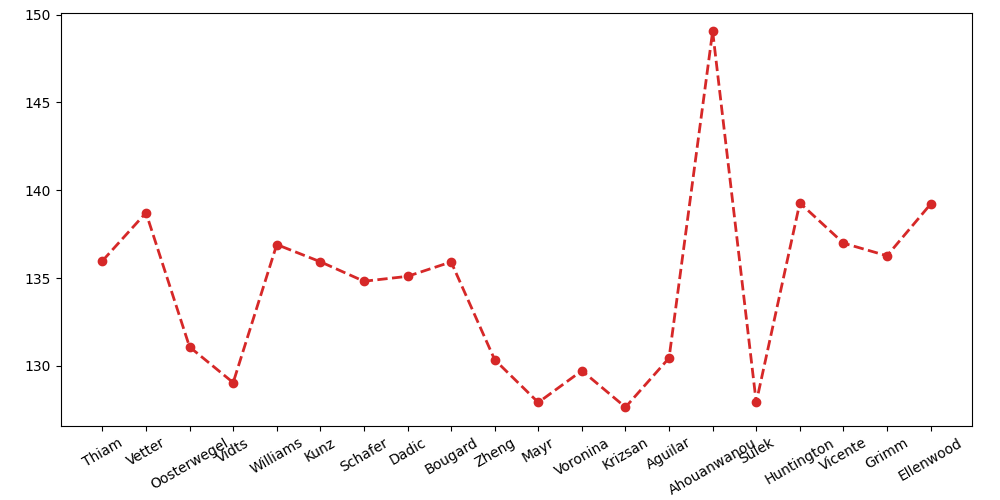 150
145
140
135
130
Thiam
Vetter
Oosterwegel
Vidts
Williams
Kunz
Schafer
Dadic
Bougard
Zheng
Mayr
Voronina
Krizsan
Aguilar
Ahouanwanou
Sulek
Huntington
Vicente
Grimm
Ellenwood